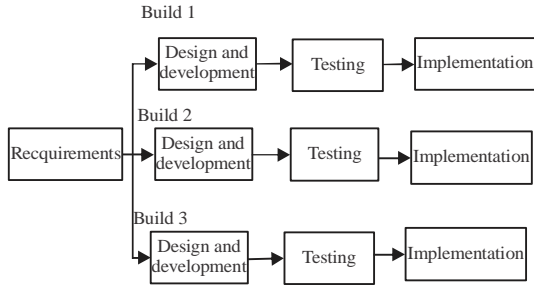 Build 1
Design and
development
Testing
Implementation
Build 2
Recquirements
Design and
development
Testing
Implementation
Build 3
Design and
development
Testing
Implementation